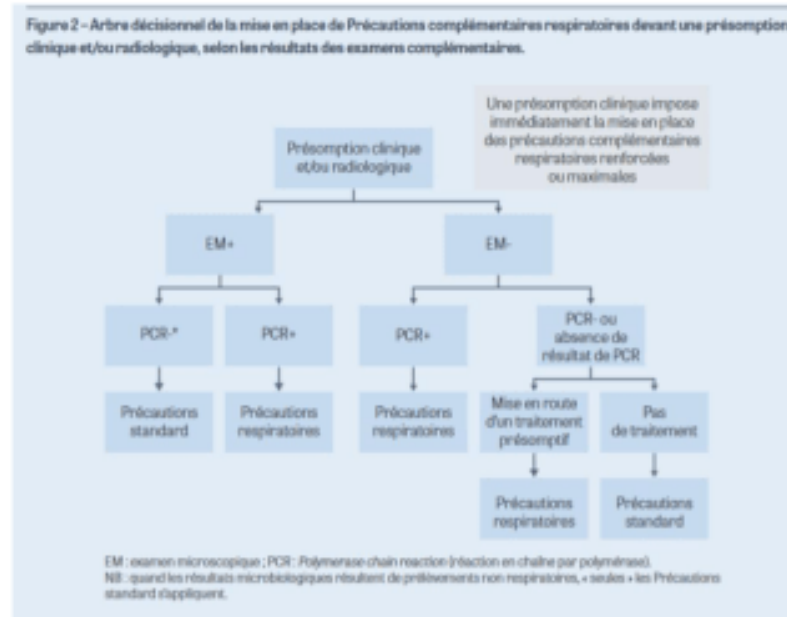 Figure 2 – Arbre décisionnel de la mise en place de Précautions complémentaires respiratoires devant une présomption
clinique et/ou radiologique, selon les résultats des examens complémentaires.
Une présomption clinique impose
immédiatement la mise en place
des précautions complémentaires
respiratoires renforcées
ou maximales
Présomption clinique
et/ou radiologique
EM+
EM-
PCR-*
PCR+
PCR+
PCR- ou
absence de
résultat de PCR
Précautions
standard
Précautions
respiratoires
Précautions
respiratoires
Mise en route
d'un traitement
présomptif
Pas
de traitement
Précautions
respiratoires
Précautions
standard
EM : examen microscopique ; PCR : Polymerase chain reaction (réaction en chaîne par polymérase).
NB : quand les résultats microbiologiques résultent de prélèvements non respiratoires, « seules » les Précautions
standard s'appliquent.